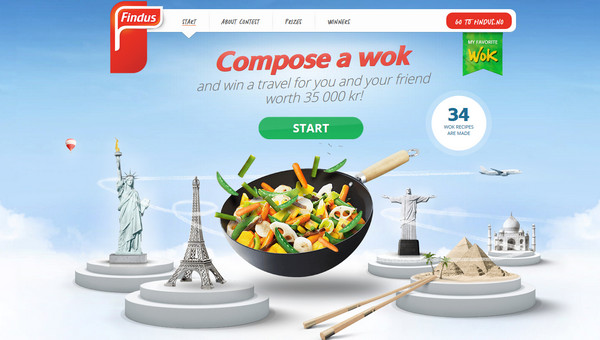 Findus
START
ABOUT CONTEST
PRIZES
WINNERS
GO TO FINDUS.NO
MY FAVORITE
WOK
Compose a wok
and win a travel for you and your friend
worth 35 000 kr!
START
34
WOK RECIPES
ARE MADE